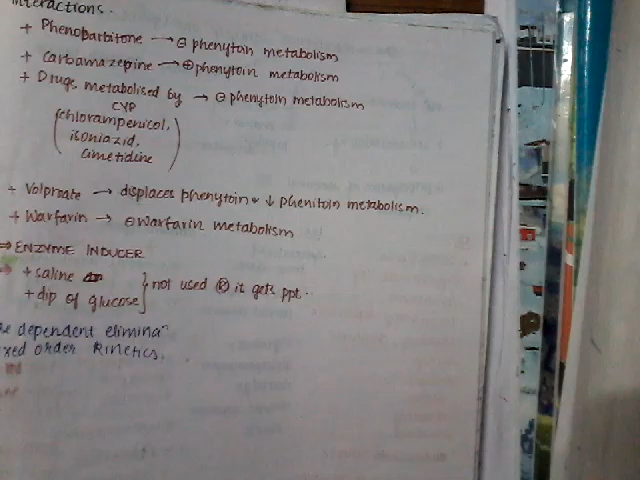 interactions.
+ Phenobarbitone → ⊖ phenytoin metabolism
+ carbamazepine → ⊕ phenytoin metabolism
+ Drugs metabolised by → ⊖ phenytoin metabolism
CYP
(chlorampenicol,
isoniazid,
cimetidine)
+ Valproate → displaces phenytoin & ↓ phenitoin metabolism.
+ Warfarin → ⊖ warfarin metabolism
⇒ ENZYME INDUCER
⇒ + saline
+ dip of glucose } not used it gets ppt..
dependent elimina
xed order kinetics.